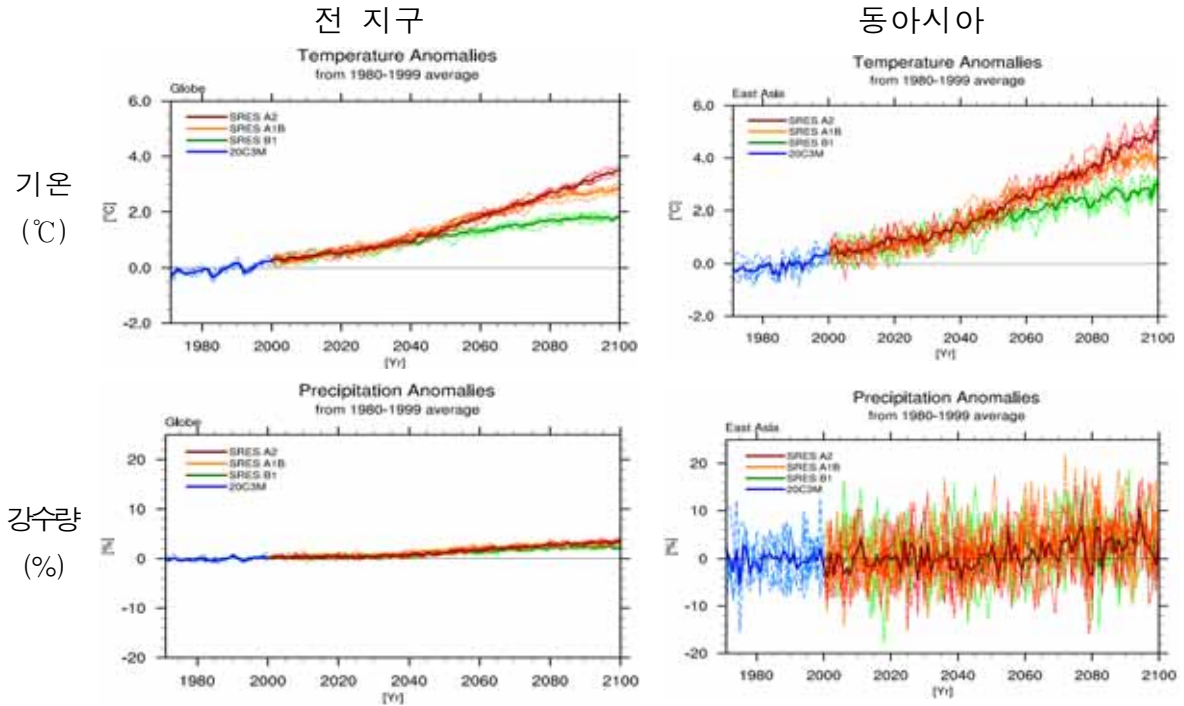 전 지구
동아시아
기온
(℃)
Temperature Anomalies
from 1980-1999 average
Globe
6.0
4.0
2.0
0.0
-2.0
[°C]
SRES A2
SRES A1B
SRES B1
20C3M
1980 2000 2020 2040 2060 2080 2100
[Yr]
Temperature Anomalies
from 1980-1999 average
East Asia
6.0
4.0
2.0
0.0
-2.0
[°C]
SRES A2
SRES A1B
SRES B1
20C3M
1980 2000 2020 2040 2060 2080 2100
[Yr]
강수량
(%)
Precipitation Anomalies
from 1980-1999 average
Globe
20
10
0
-10
-20
[%]
SRES A2
SRES A1B
SRES B1
20C3M
1980 2000 2020 2040 2060 2080 2100
[Yr]
Precipitation Anomalies
from 1980-1999 average
East Asia
20
10
0
-10
-20
[%]
SRES A2
SRES A1B
SRES B1
20C3M
1980 2000 2020 2040 2060 2080 2100
[Yr]